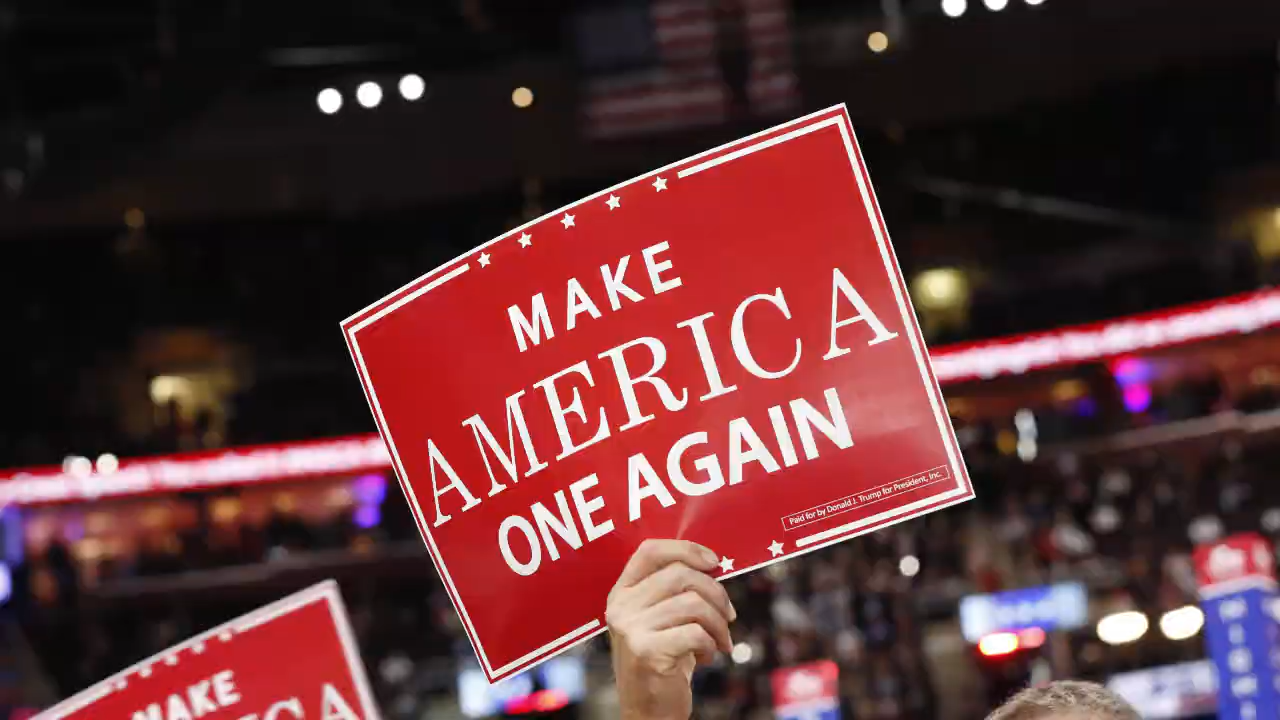 MAKE
AMERICA
ONE AGAIN
Paid for by Donald J. Trump for President, Inc.
MAKE